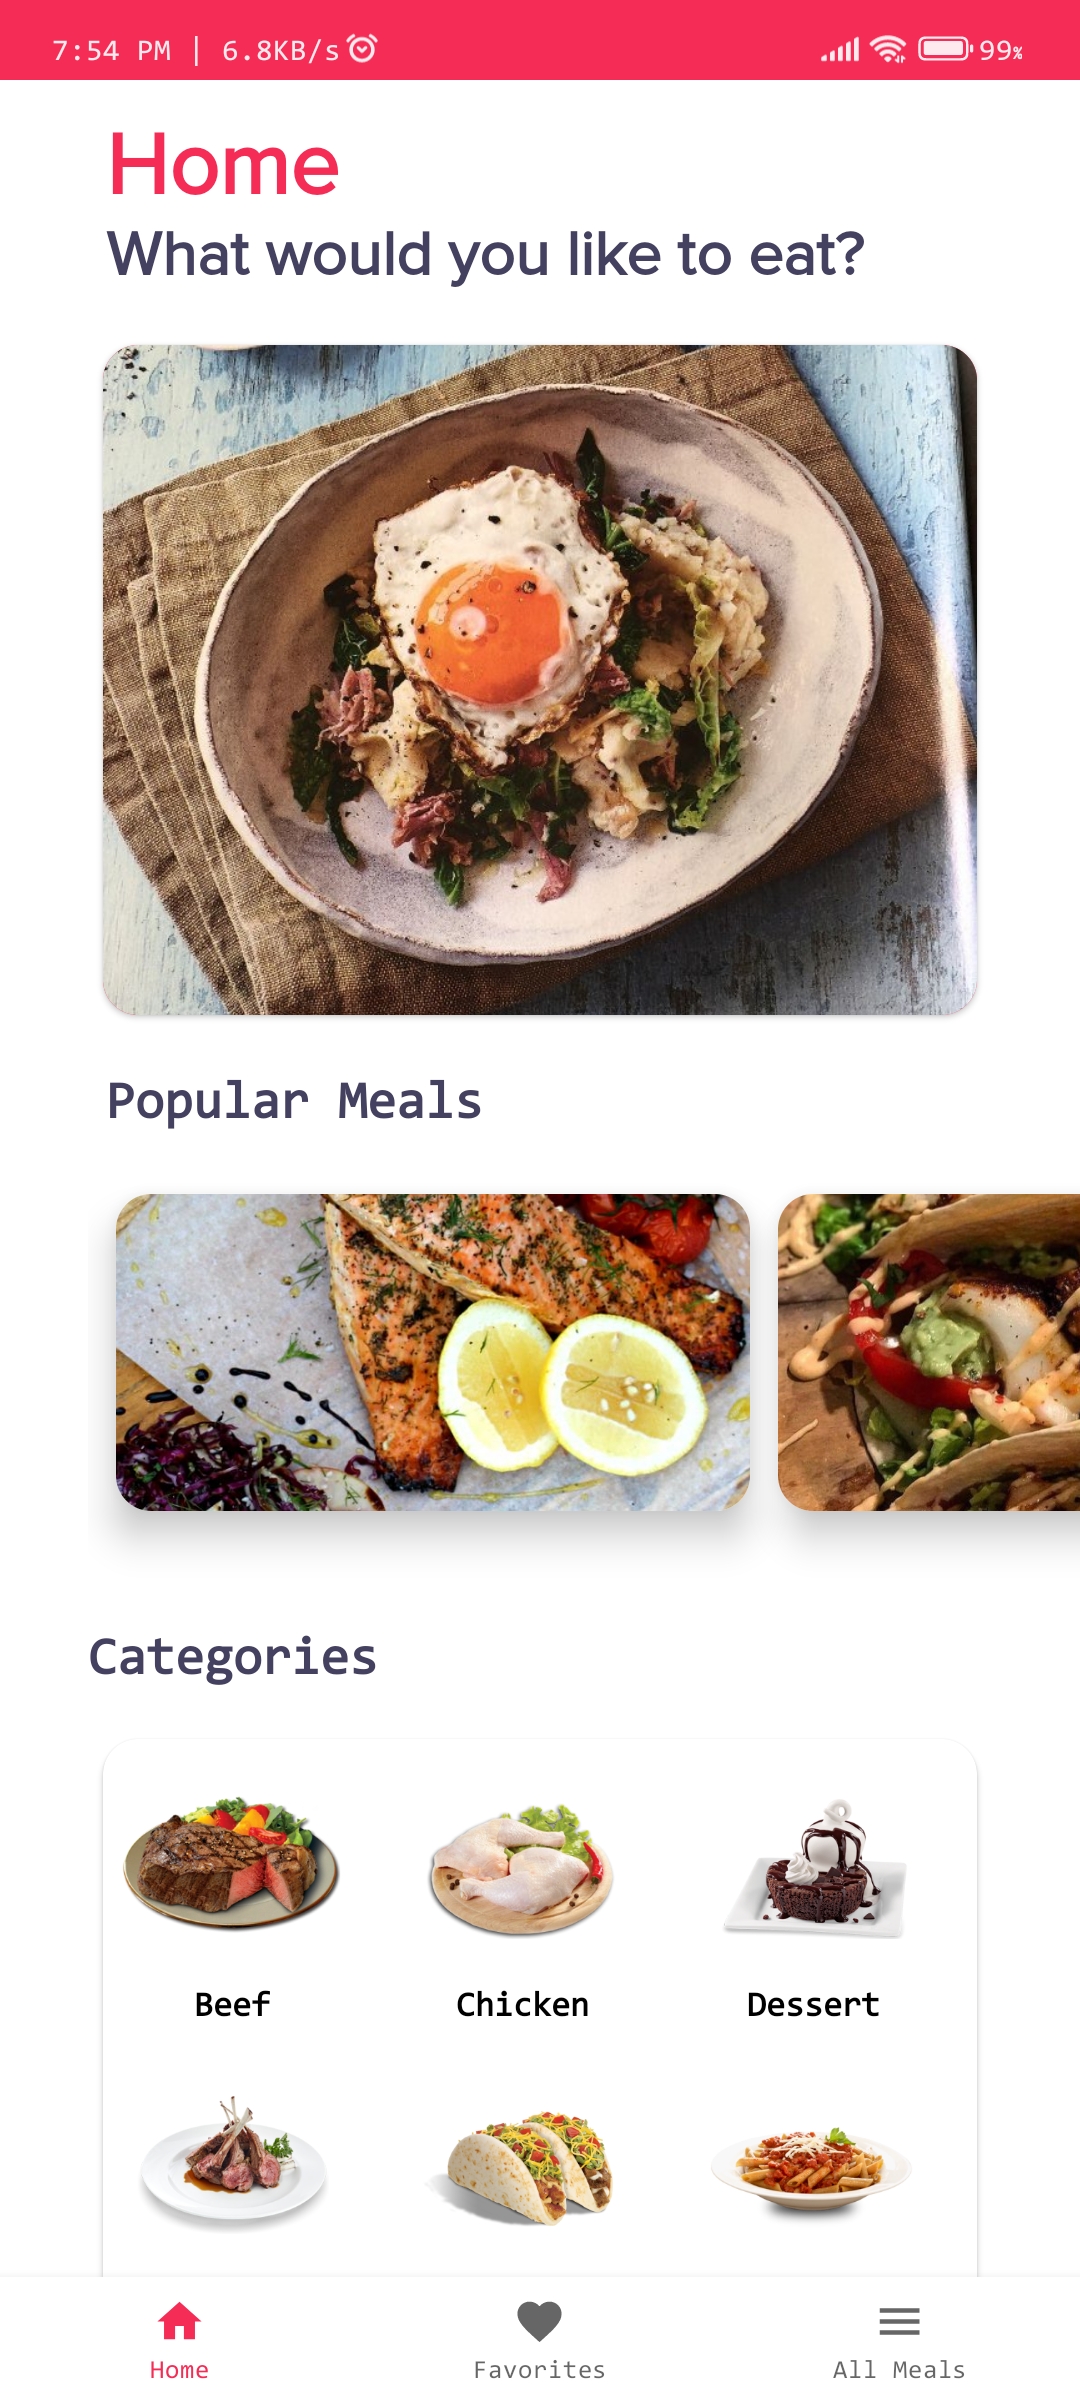 7:54 PM | 6.8KB/s 99%
Home
What would you like to eat?
Popular Meals
Categories
Beef Chicken Dessert
Home Favorites All Meals